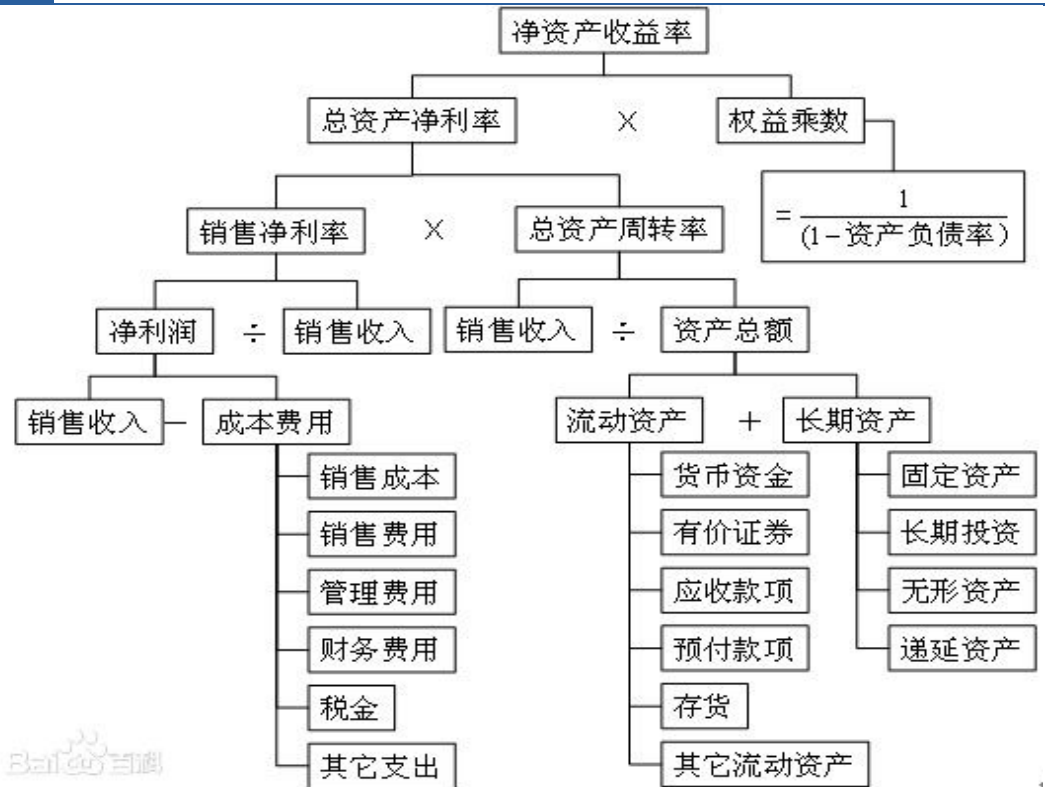 净资产收益率
总资产净利率 × 权益乘数
= 1
(1-资产负债率)
销售净利率 × 总资产周转率
净利润 ÷ 销售收入 销售收入 ÷ 资产总额
销售收入 - 成本费用 流动资产 + 长期资产
销售成本 货币资金 固定资产
销售费用 有价证券 长期投资
管理费用 应收款项 无形资产
财务费用 预付款项 递延资产
税金 存货
其它支出 其它流动资产
Bai du 百科